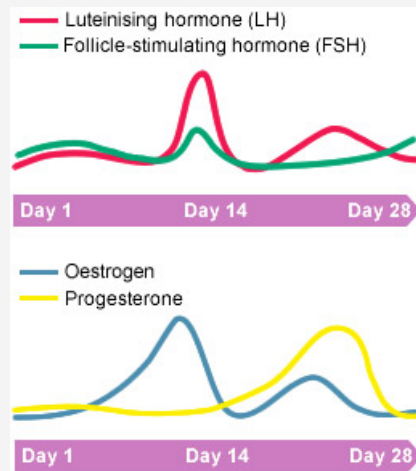 Luteinising hormone (LH)
Follicle-stimulating hormone (FSH)
Day 1 Day 14 Day 28
Oestrogen
Progesterone
Day 1 Day 14 Day 28